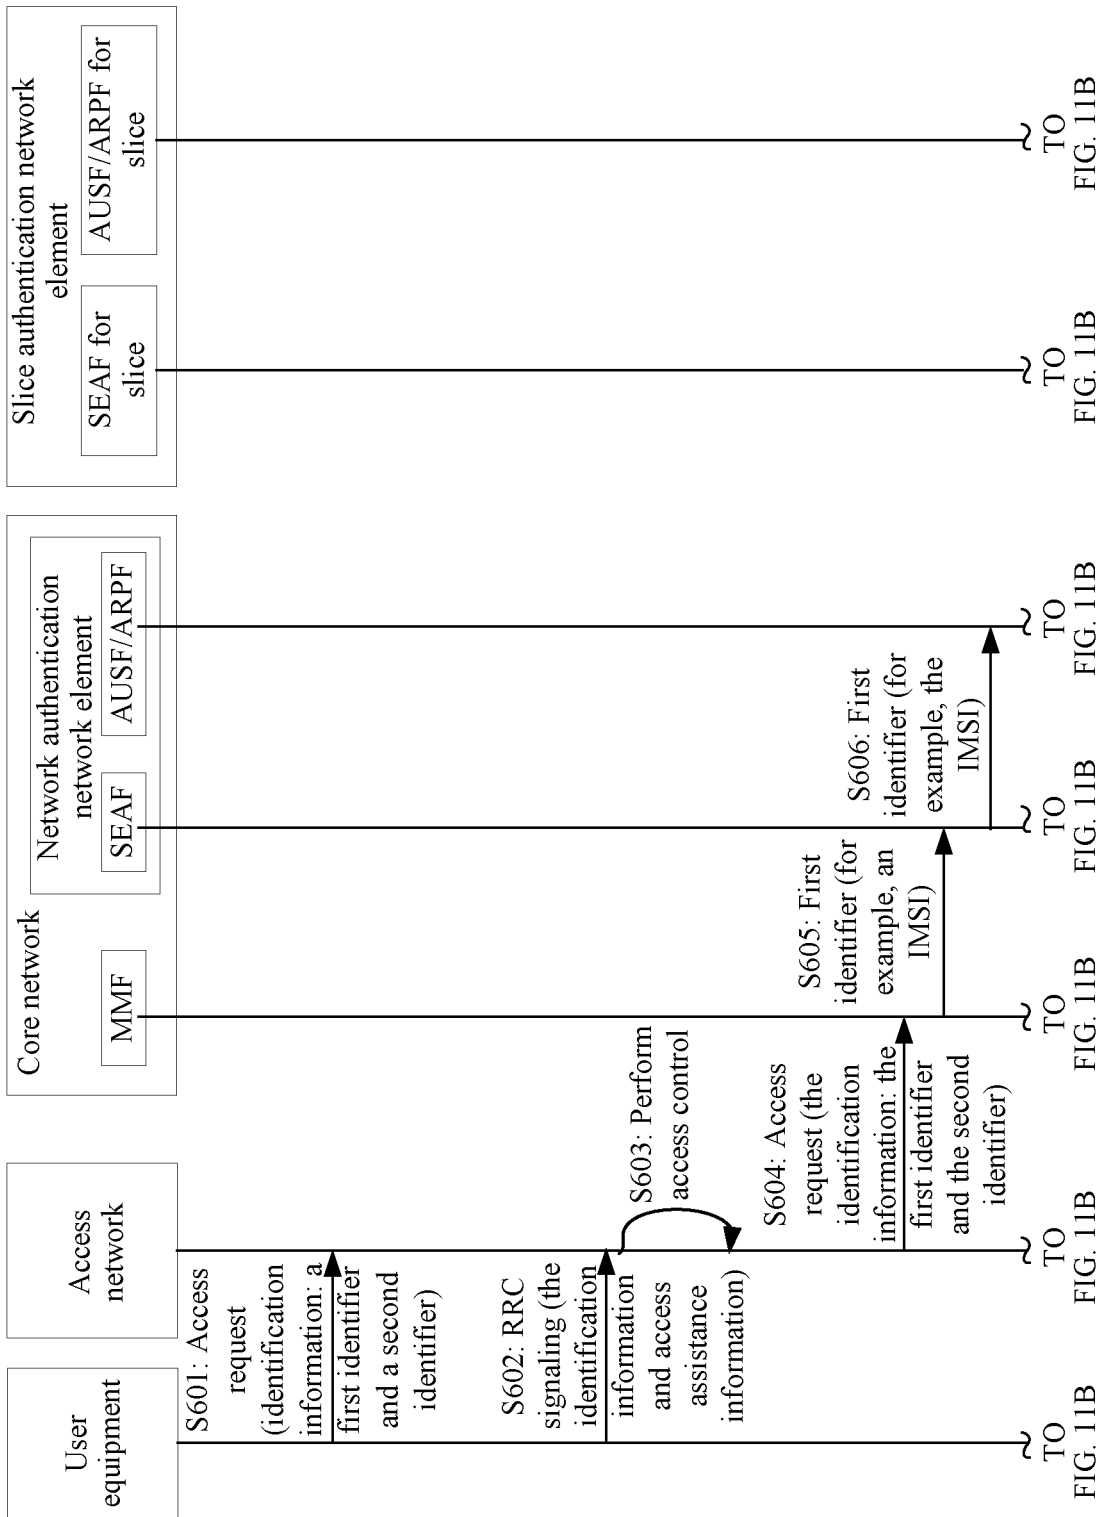 User
equipment
Access
network
Core network
MMF
Network authentication
network element
SEAF
AUSF/ARPF
Slice authentication network
element
SEAF for
slice
AUSF/ARPF for
slice
S601: Access
request
(identification
information: a
first identifier
and a second
identifier)
S602: RRC
signaling (the
identification
information
and access
assistance
information)
S603: Perform
access control
S604: Access
request (the
identification
information: the
first identifier
and the second
identifier)
S605: First
identifier (for
example, an
IMSI)
S606: First
identifier (for
example, the
IMSI)
TO
FIG. 11B
TO
FIG. 11B
TO
FIG. 11B
TO
FIG. 11B
TO
FIG. 11B
TO
FIG. 11B
TO
FIG. 11B